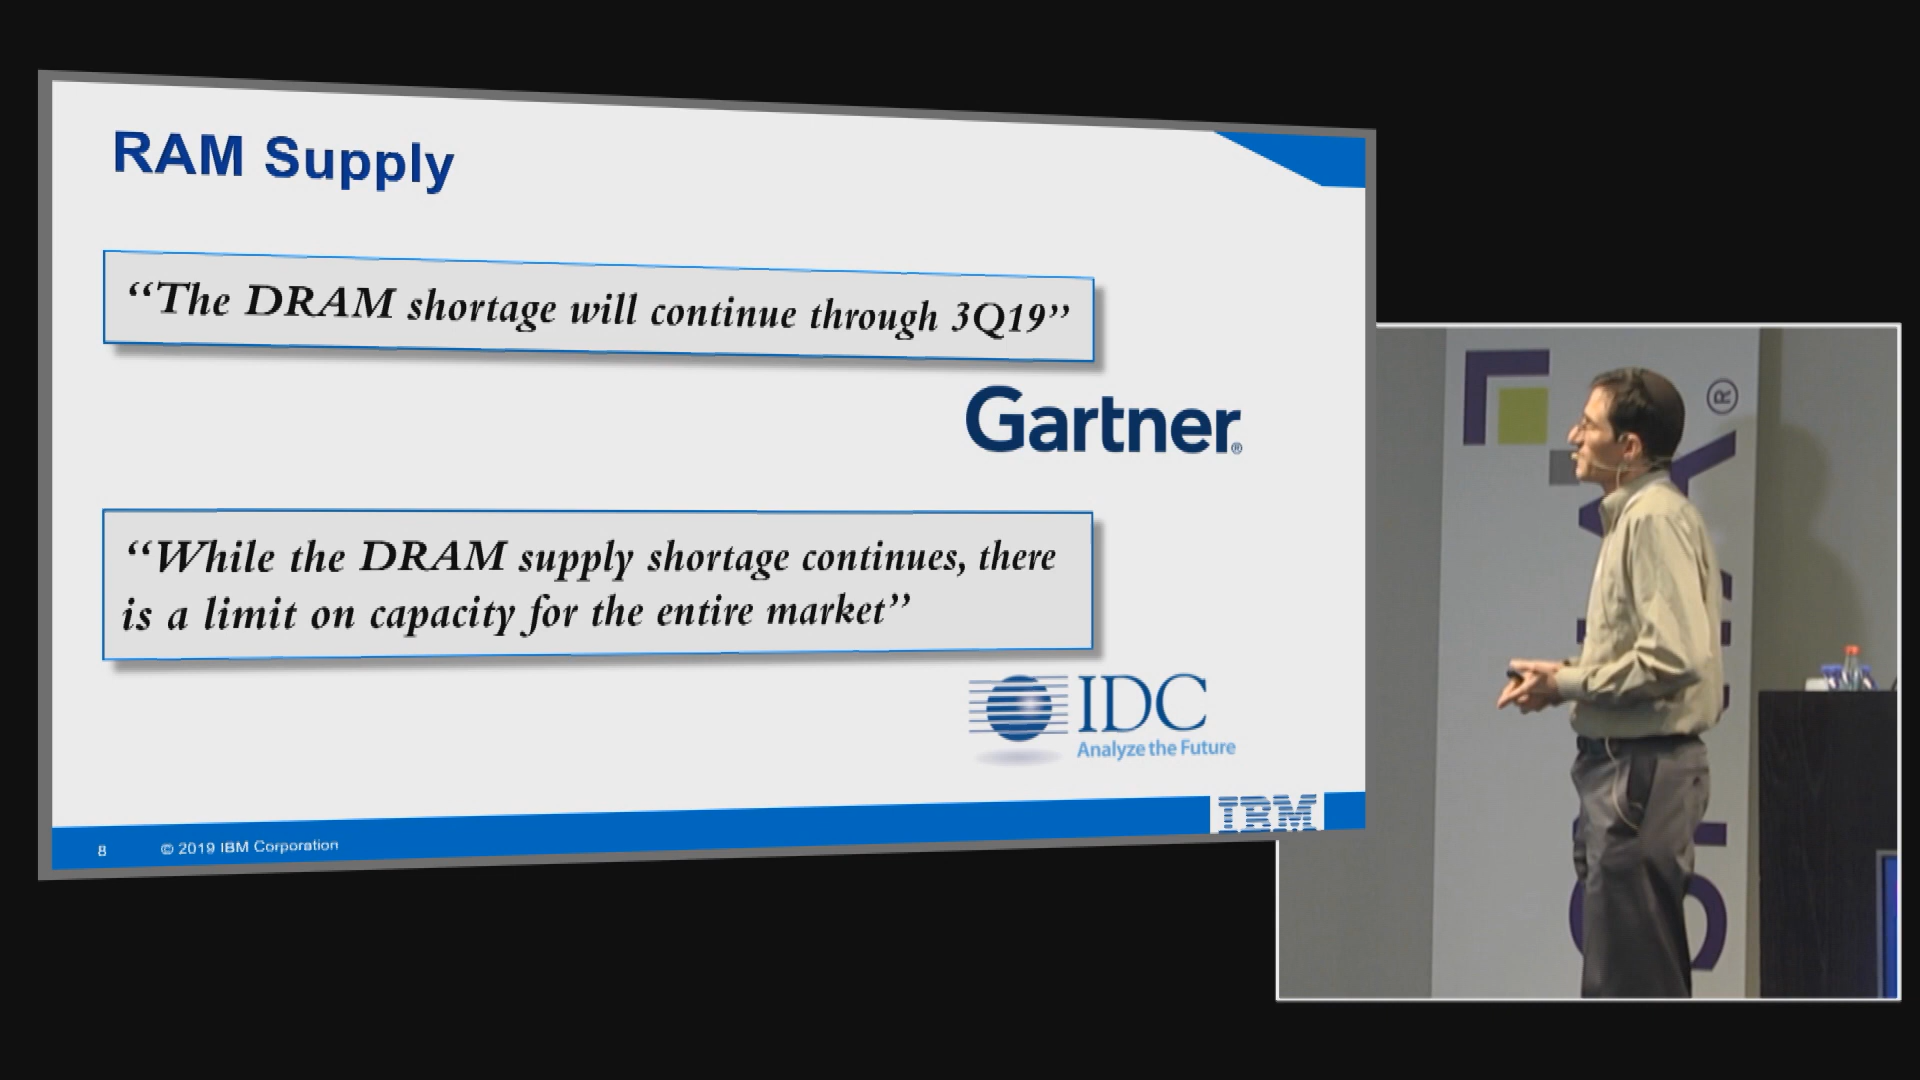 RAM Supply
“The DRAM shortage will continue through 3Q19”
Gartner®
“While the DRAM supply shortage continues, there
is a limit on capacity for the entire market”
IDC
Analyze the Future
IBM
8 © 2019 IBM Corporation
®